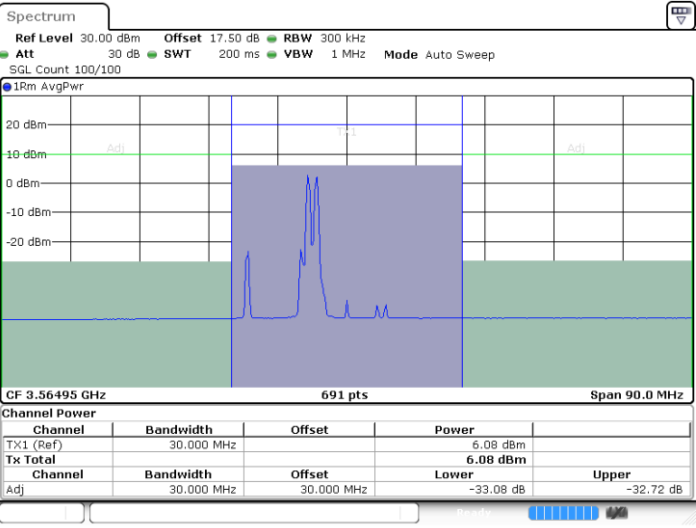 Spectrum
Ref Level 30.00 dBm Offset 17.50 dB RBW 300 kHz
Att 30 dB SWT 200 ms VBW 1 MHz Mode Auto Sweep
SGL Count 100/100
1Rm AvgPwr
20 dBm
TX1
Adj Adj
10 dBm
0 dBm
-10 dBm
-20 dBm
CF 3.56495 GHz 691 pts Span 90.0 MHz
Channel Power
Channel Bandwidth Offset Power
TX1 (Ref) 30.000 MHz 6.08 dBm
Tx Total 6.08 dBm
Channel Bandwidth Offset Lower Upper
Adj 30.000 MHz 30.000 MHz -33.08 dB -32.72 dB
Ready